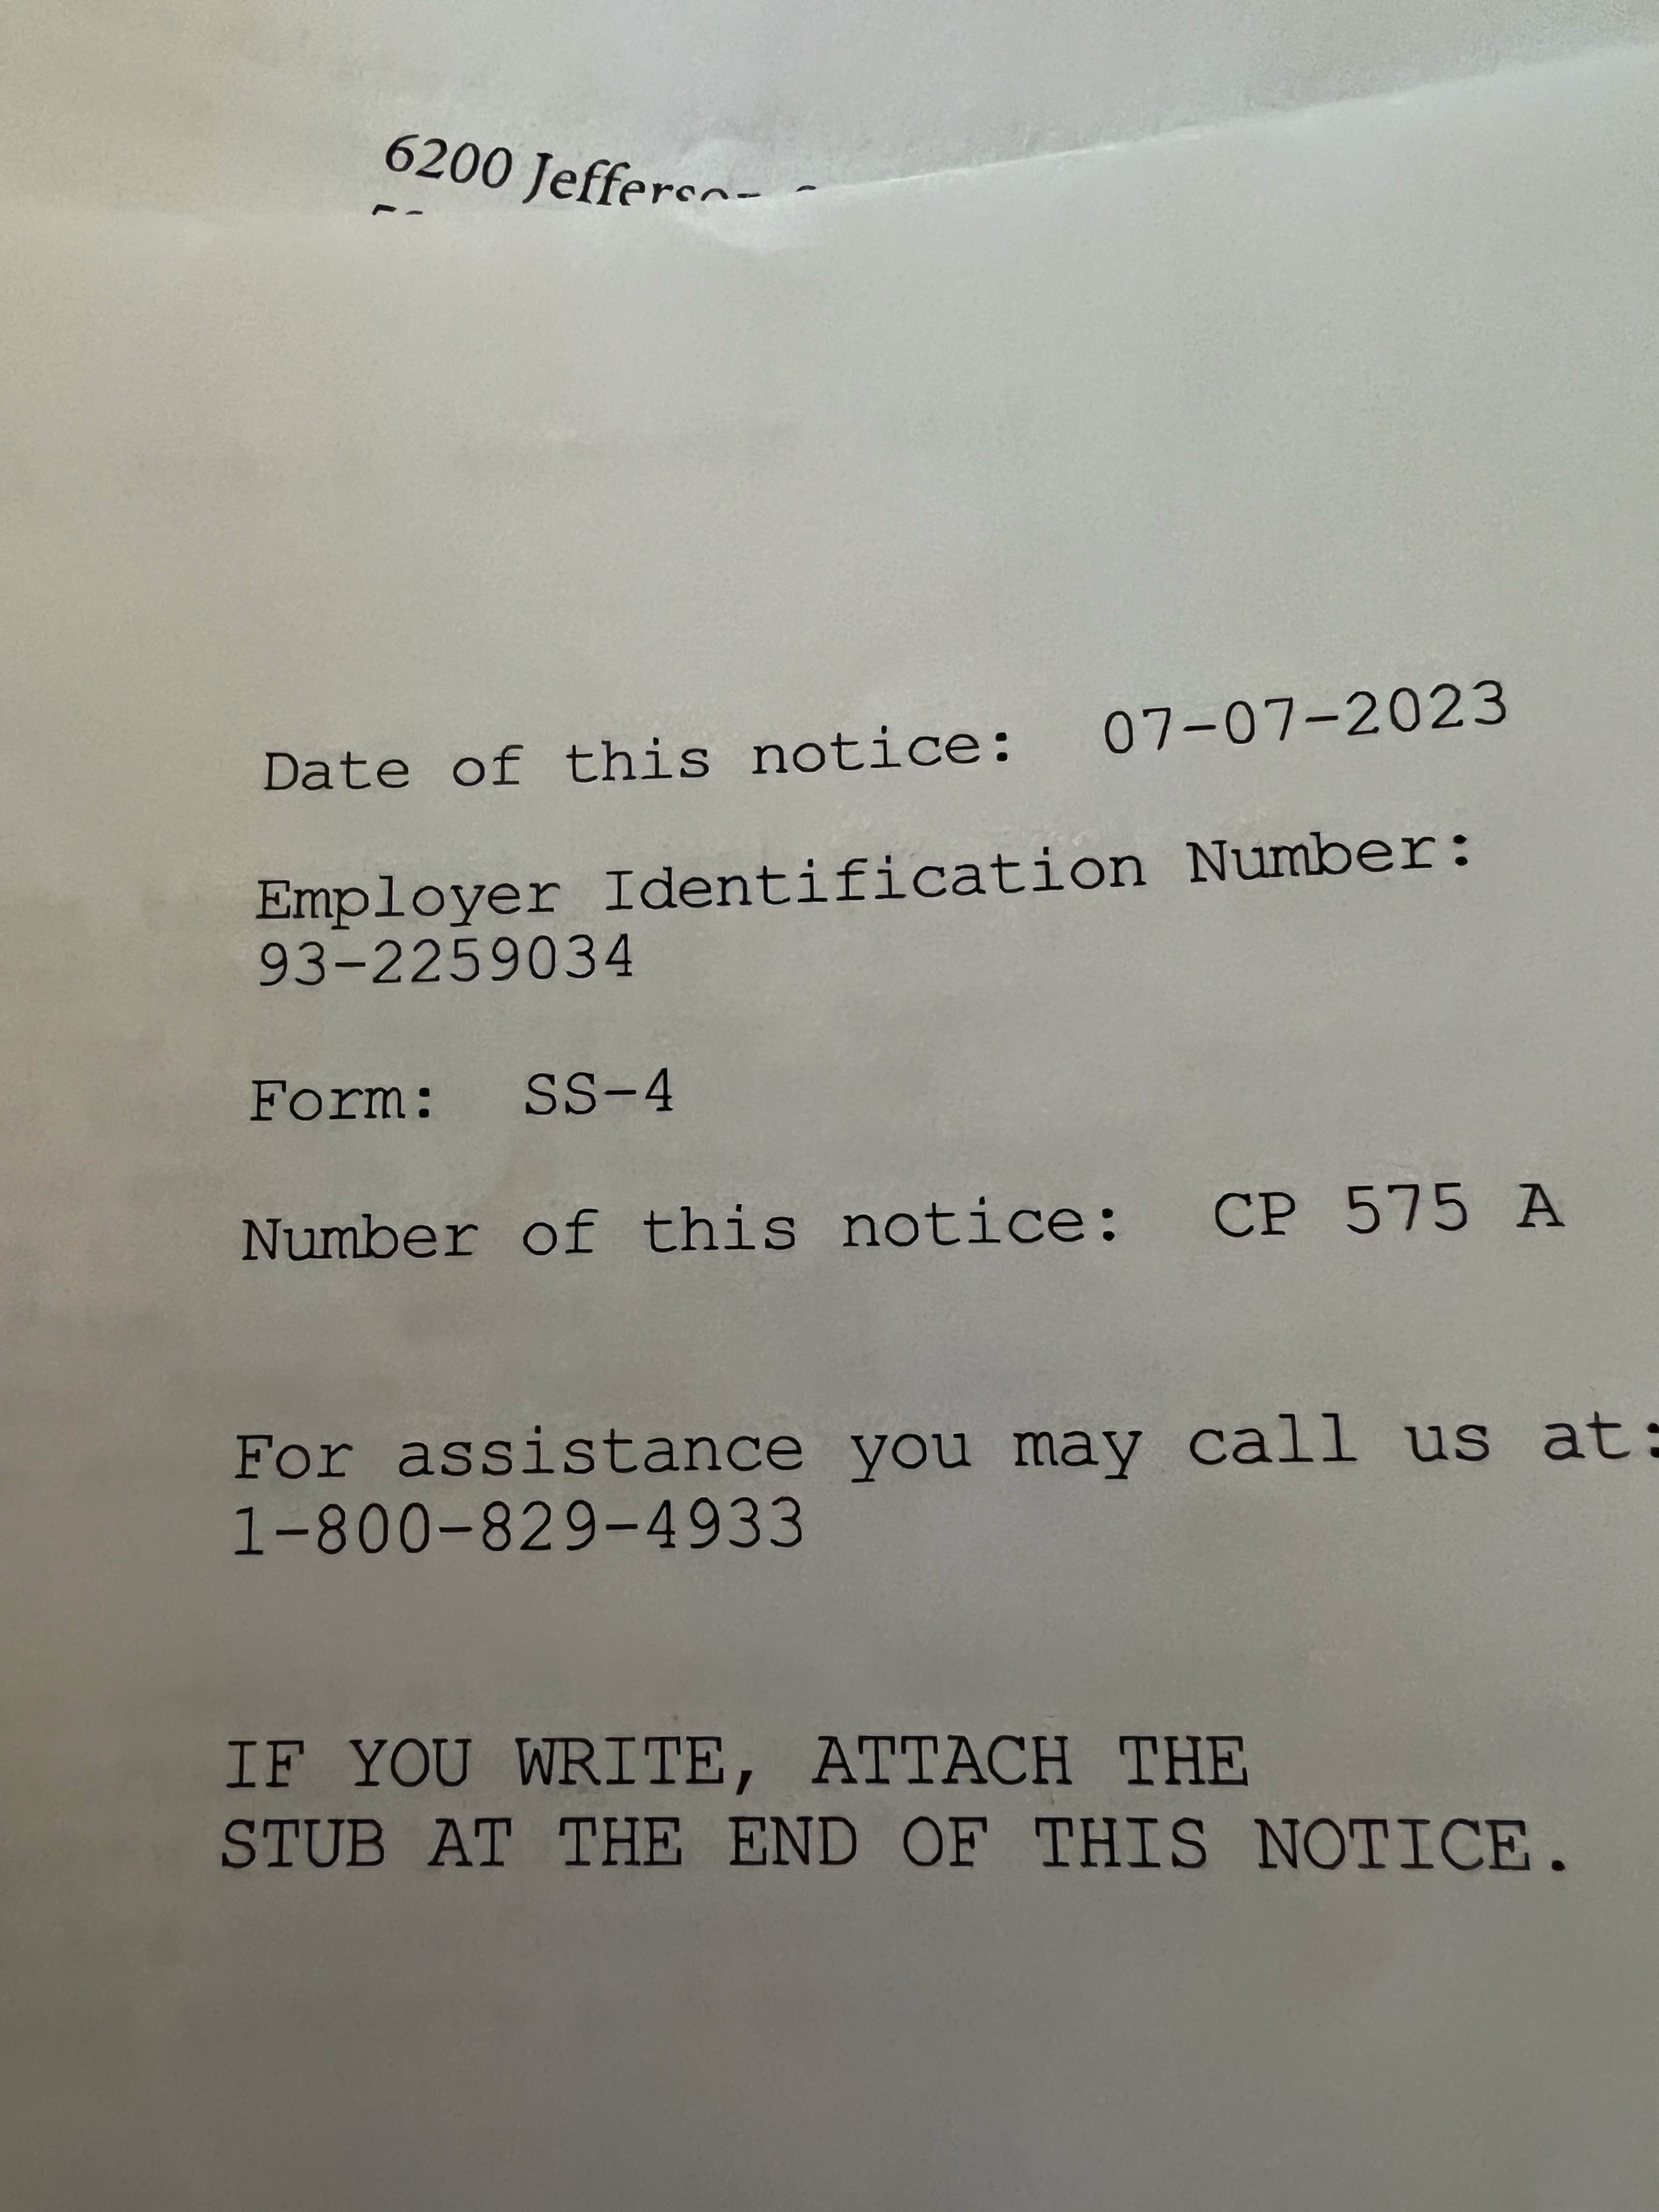 6200 Jefferson
Date of this notice: 07-07-2023
Employer Identification Number:
93-2259034
Form: SS-4
Number of this notice: CP 575 A
For assistance you may call us at:
1-800-829-4933
IF YOU WRITE, ATTACH THE
STUB AT THE END OF THIS NOTICE.